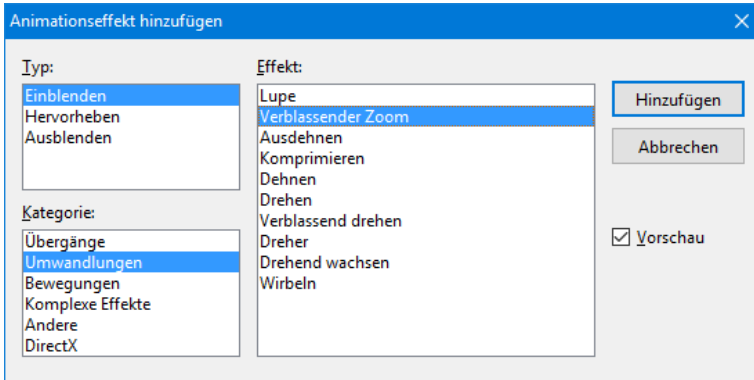 Animationseffekt hinzufügen
Typ:
Einblenden
Hervorheben
Ausblenden
Kategorie:
Übergänge
Umwandlungen
Bewegungen
Komplexe Effekte
Andere
DirectX
Effekt:
Lupe
Verblassender Zoom
Ausdehnen
Komprimieren
Dehnen
Drehen
Verblassend drehen
Dreher
Drehend wachsen
Wirbeln
Hinzufügen
Abbrechen
Vorschau